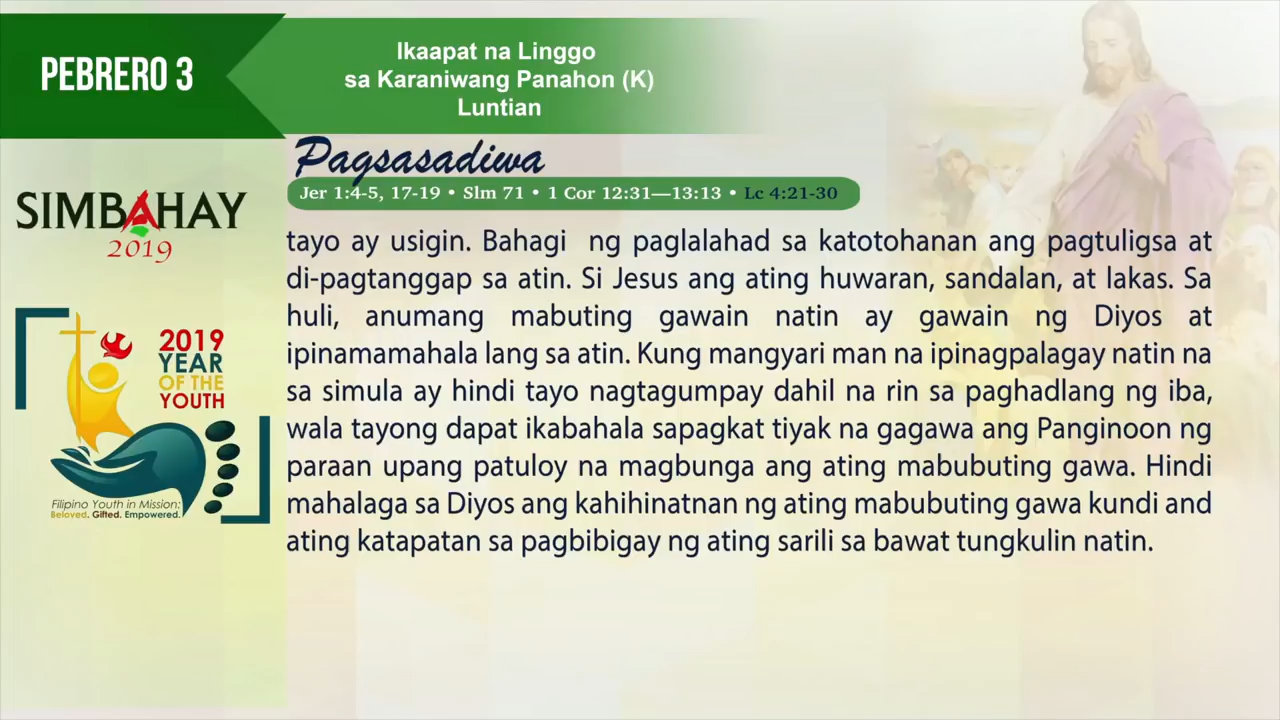 PEBRERO 3
Ikaapat na Linggo
sa Karaniwang Panahon (K)
Luntian
Pagsasadiwa
Jer 1:4-5, 17-19 • Slm 71 • 1 Cor 12:31—13:13 • Lc 4:21-30
SIMBAHAY
2019
2019
YEAR
OF THE
YOUTH
Filipino Youth in Mission:
Beloved. Gifted. Empowered.
tayo ay usigin. Bahagi ng paglalahad sa katotohanan ang pagtuligsa at
di-pagtanggap sa atin. Si Jesus ang ating huwaran, sandalan, at lakas. Sa
huli, anumang mabuting gawain natin ay gawain ng Diyos at
ipinamamahala lang sa atin. Kung mangyari man na ipinagpalagay natin na
sa simula ay hindi tayo nagtagumpay dahil na rin sa paghadlang ng iba,
wala tayong dapat ikabahala sapagkat tiyak na gagawa ang Panginoon ng
paraan upang patuloy na magbunga ang ating mabubuting gawa. Hindi
mahalaga sa Diyos ang kahihinatnan ng ating mabubuting gawa kundi and
ating katapatan sa pagbibigay ng ating sarili sa bawat tungkulin natin.